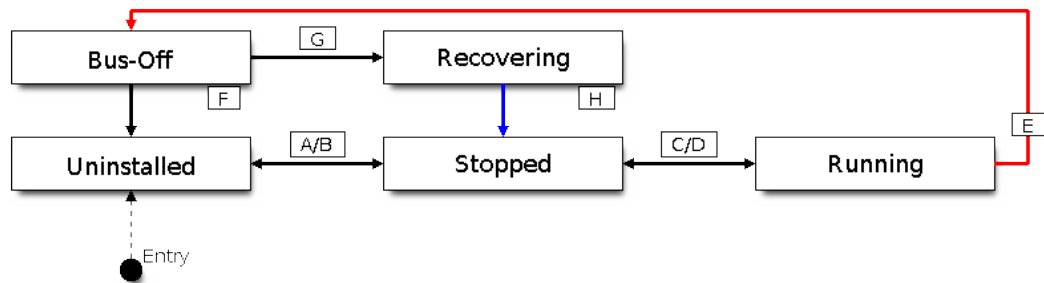 G
Bus-Off
Recovering
F
H
E
A/B
C/D
Uninstalled
Stopped
Running
Entry